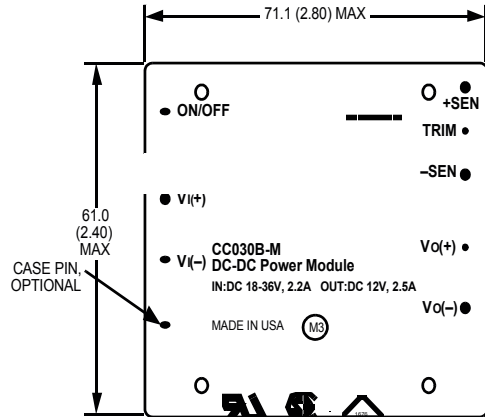 71.1 (2.80) MAX
+SEN
ON/OFF
TRIM
–SEN
VI(+)
61.0
(2.40)
MAX
CC030B-M
VO(+)
VI(–)
DC-DC Power Module
CASE PIN,
OPTIONAL
IN:DC 18-36V, 2.2A OUT:DC 12V, 2.5A
VO(–)
MADE IN USA
M3